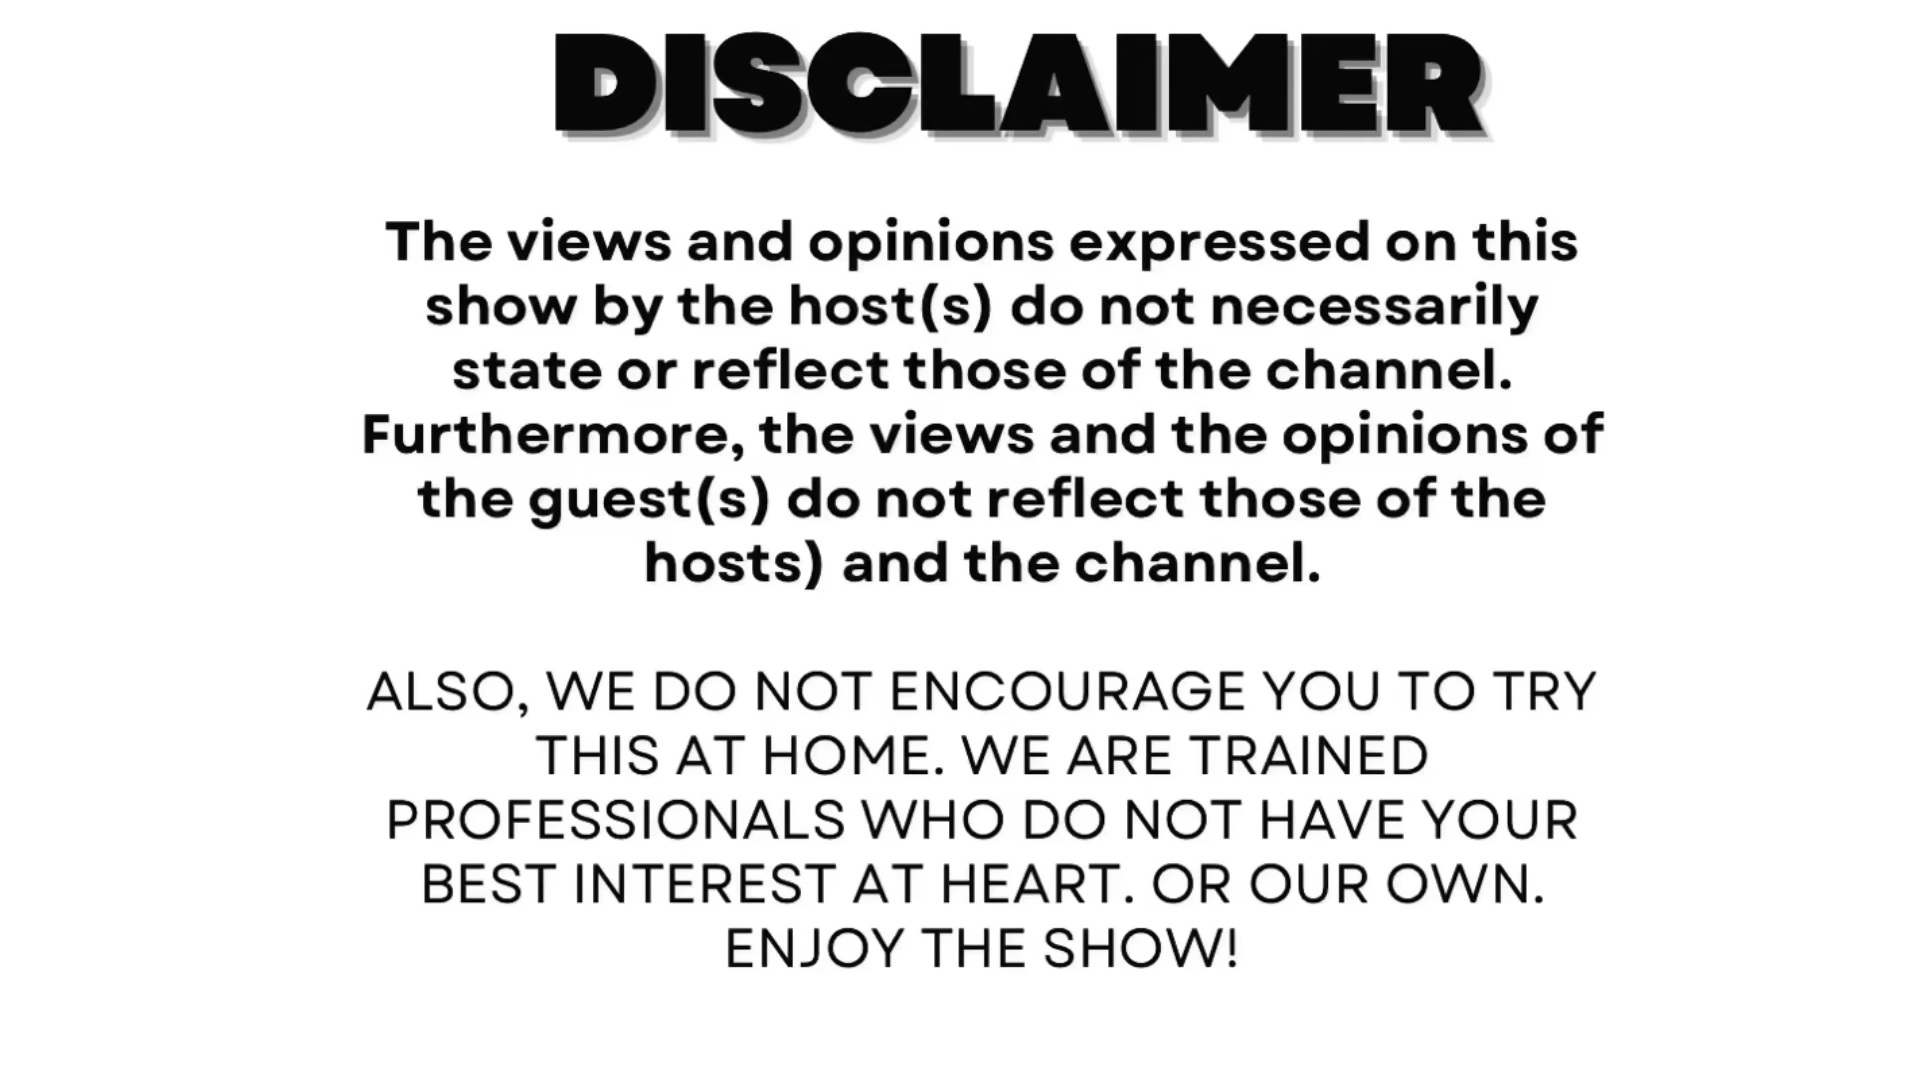 DISCLAIMER
The views and opinions expressed on this
show by the host(s) do not necessarily
state or reflect those of the channel.
Furthermore, the views and the opinions of
the guest(s) do not reflect those of the
hosts) and the channel.
ALSO, WE DO NOT ENCOURAGE YOU TO TRY
THIS AT HOME. WE ARE TRAINED
PROFESSIONALS WHO DO NOT HAVE YOUR
BEST INTEREST AT HEART. OR OUR OWN.
ENJOY THE SHOW!